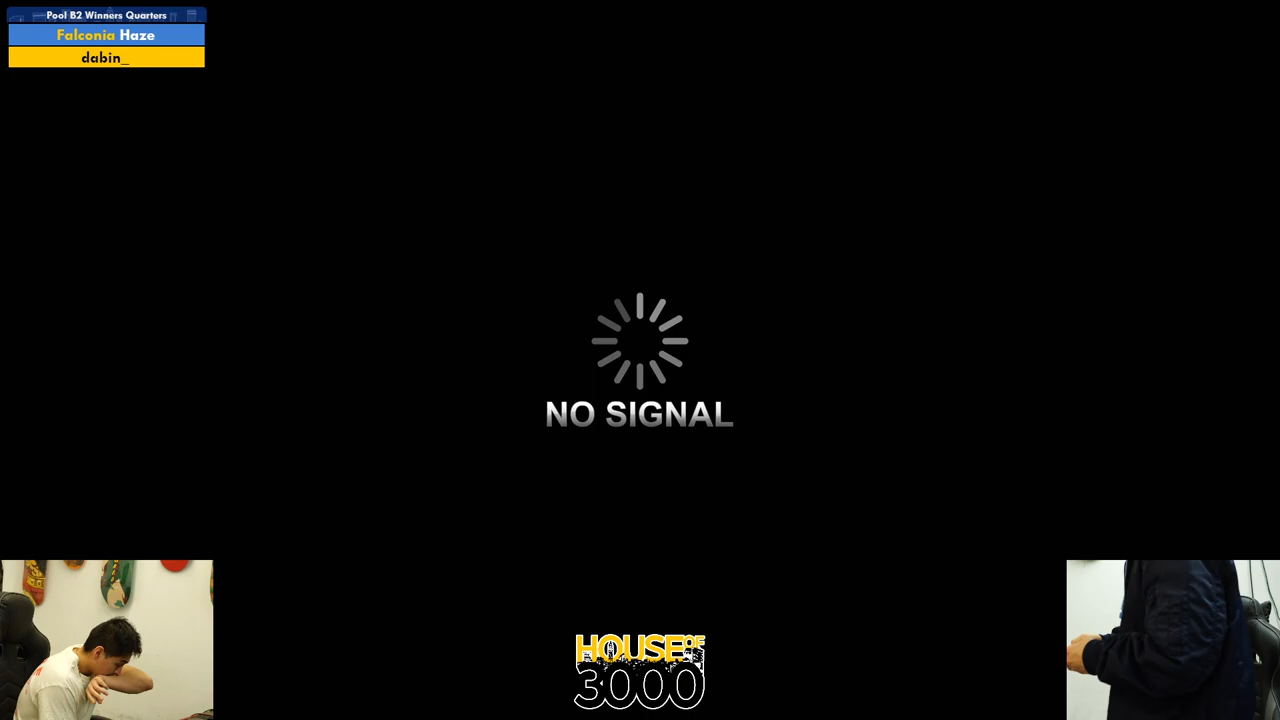 Pool B2 Winners Quarters
Falconia Haze
dabin_
NO SIGNAL
HOUSE OF
3000